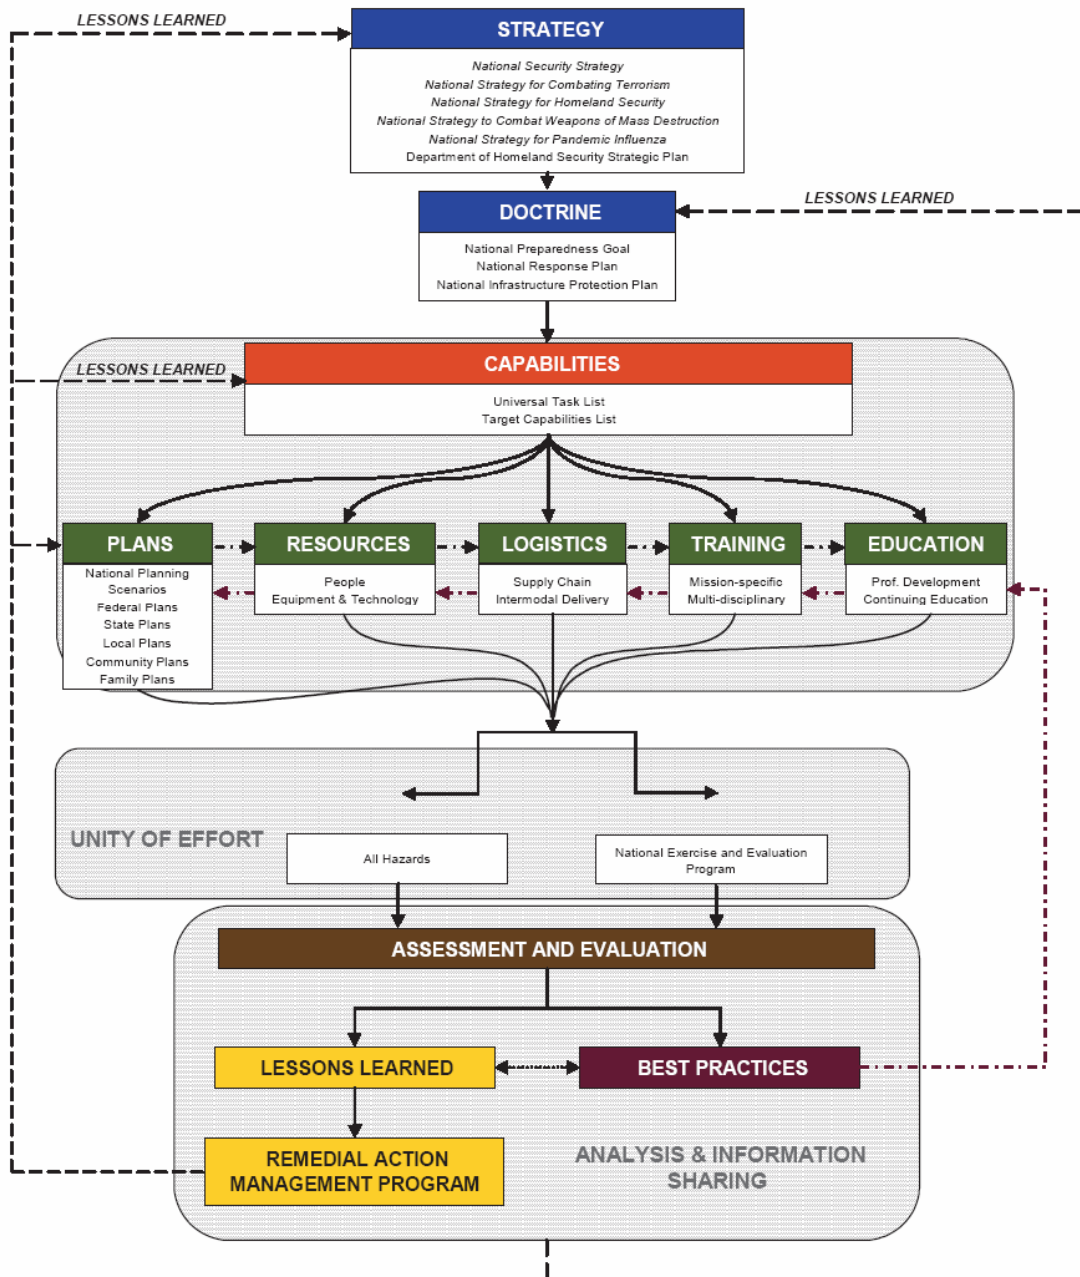 LESSONS LEARNED
STRATEGY
National Security Strategy
National Strategy for Combating Terrorism
National Strategy for Homeland Security
National Strategy to Combat Weapons of Mass Destruction
National Strategy for Pandemic Influenza
Department of Homeland Security Strategic Plan
DOCTRINE
LESSONS LEARNED
National Preparedness Goal
National Response Plan
National Infrastructure Protection Plan
LESSONS LEARNED
CAPABILITIES
Universal Task List
Target Capabilities List
PLANS
National Planning
Scenarios
Federal Plans
State Plans
Local Plans
Community Plans
Family Plans
RESOURCES
People
Equipment & Technology
LOGISTICS
Supply Chain
Intermodal Delivery
TRAINING
Mission-specific
Multi-disciplinary
EDUCATION
Prof. Development
Continuing Education
UNITY OF EFFORT
All Hazards
National Exercise and Evaluation
Program
ASSESSMENT AND EVALUATION
LESSONS LEARNED
BEST PRACTICES
REMEDIAL ACTION
MANAGEMENT PROGRAM
ANALYSIS & INFORMATION
SHARING